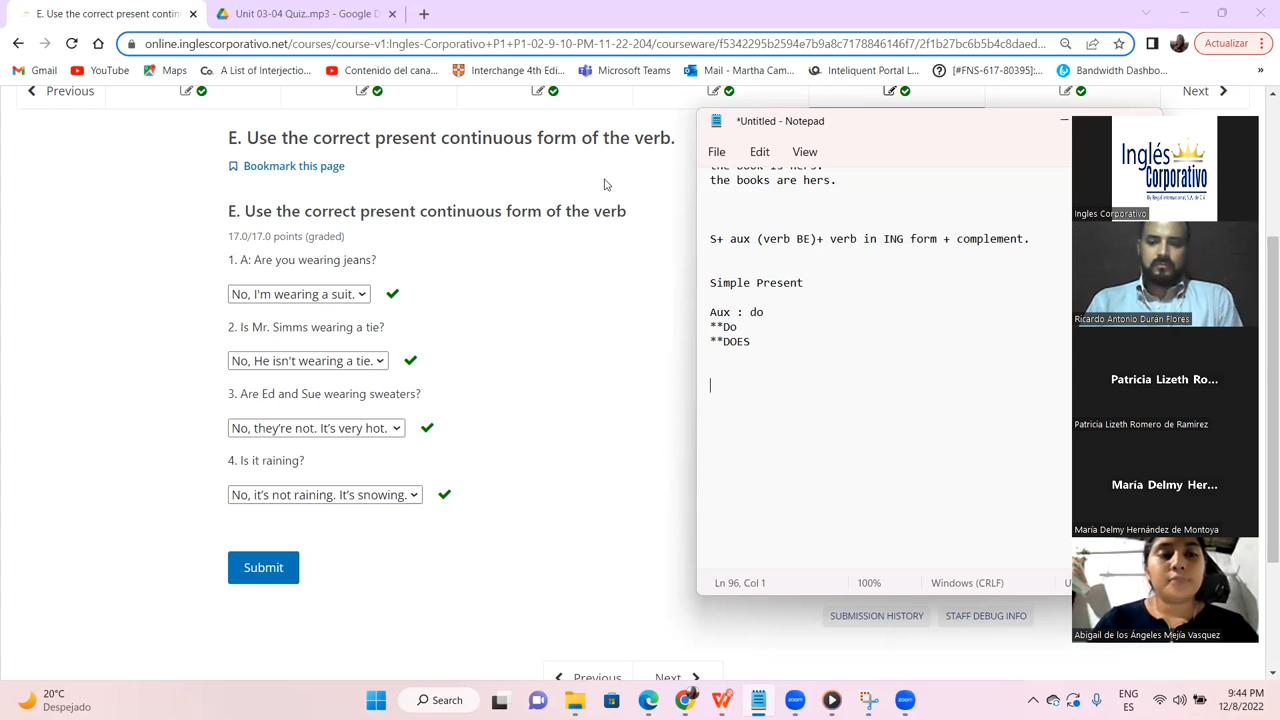 E. Use the correct present contin
Unit 03-04 Quiz..mp3 - Google D
online.inglescorporativo.net/courses/course-v1:Ingles-Corporativo+P1+P1-02-9-10-PM-11-22-204/courseware/f5342295b2594e7b9a8c7178846146f7/2f1b27bc6b5b4c8daed...
Actualizar
Gmail
YouTube
Maps
A List of Interjectio...
Contenido del cana...
Interchange 4th Edi...
Microsoft Teams
Mail - Martha Cam...
Inteliquent Portal L...
[#FNS-617-80395]:...
Bandwidth Dashbo...
»
Previous
Next
E. Use the correct present continuous form of the verb.
Bookmark this page
E. Use the correct present continuous form of the verb
17.0/17.0 points (graded)
1. A: Are you wearing jeans?
No, I'm wearing a suit.
2. Is Mr. Simms wearing a tie?
No, He isn't wearing a tie.
3. Are Ed and Sue wearing sweaters?
No, they're not. It's very hot.
4. Is it raining?
No, it's not raining. It's snowing.
Submit
SUBMISSION HISTORY
STAFF DEBUG INFO
Previous
Next
*Untitled - Notepad
File
Edit
View
the book is hers.
the books are hers.
S+ aux (verb BE)+ verb in ING form + complement.
Simple Present
Aux : do
**Do
**DOES
Ln 96, Col 1
100%
Windows (CRLF)
U
Inglés
Corporativo
By Regal International, S.A. de C.V.
Ingles Corporativo
Ricardo Antonio Durán Flores
Patricia Lizeth Ro...
Patricia Lizeth Romero de Ramirez
María Delmy Her...
María Delmy Hernández de Montoya
Abigail de los Ángeles Mejía Vasquez
20°C
Despejado
Search
ENG
ES
9:44 PM
12/8/2022